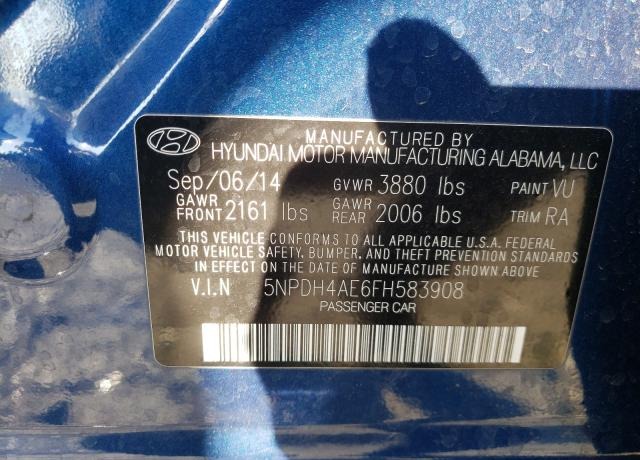 MANUFACTURED BY
HYUNDAI MOTOR MANUFACTURING ALABAMA, LLC
Sep/06/14 GVWR 3880 lbs PAINT VU
GAWR FRONT 2161 lbs GAWR REAR 2006 lbs TRIM RA
THIS VEHICLE CONFORMS TO ALL APPLICABLE U.S.A. FEDERAL
MOTOR VEHICLE SAFETY, BUMPER, AND THEFT PREVENTION STANDARDS
IN EFFECT ON THE DATE OF MANUFACTURE SHOWN ABOVE
V.I.N 5NPDH4AE6FH583908
PASSENGER CAR